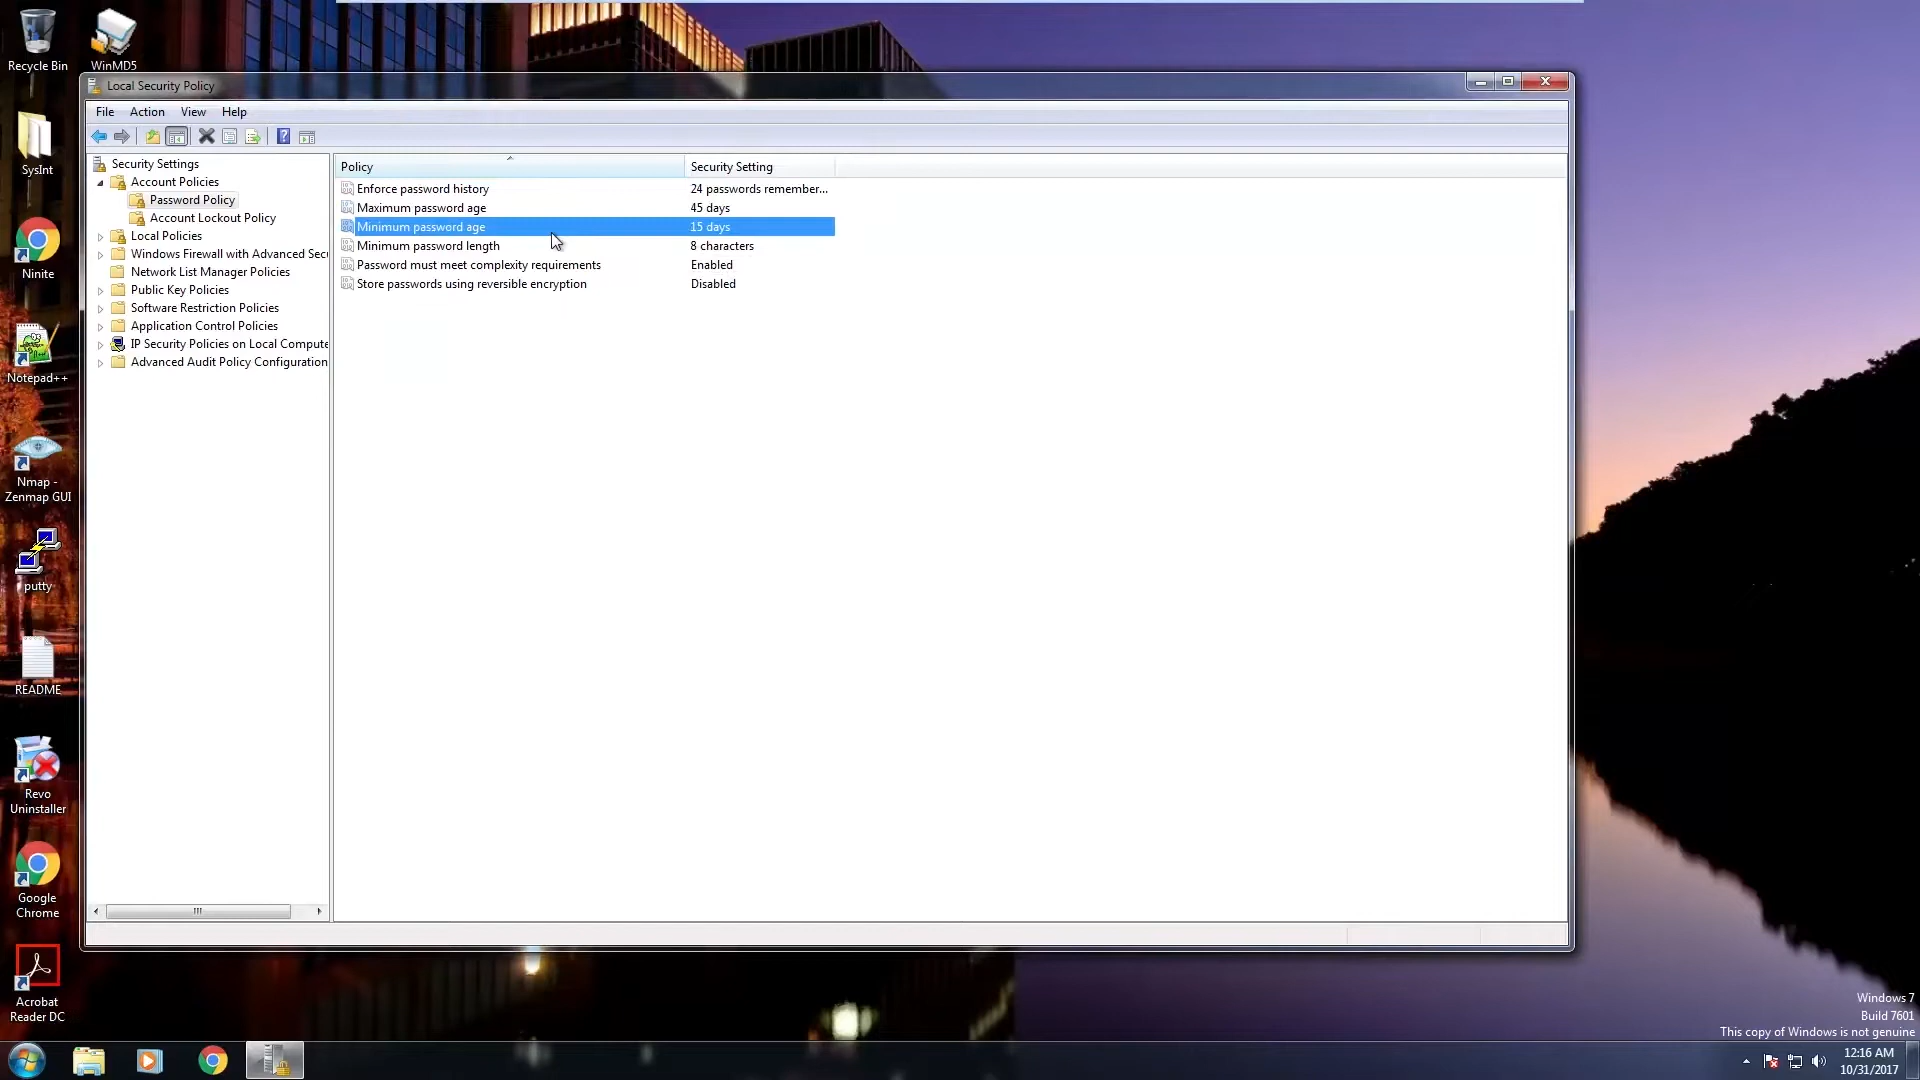 Recycle Bin
WinMD5
SysInt
Ninite
Notepad++
Nmap -
Zenmap GUI
putty
README
Revo
Uninstaller
Google
Chrome
Acrobat
Reader DC
Local Security Policy
File Action View Help
Security Settings
Account Policies
Password Policy
Account Lockout Policy
Local Policies
Windows Firewall with Advanced Secu
Network List Manager Policies
Public Key Policies
Software Restriction Policies
Application Control Policies
IP Security Policies on Local Compute
Advanced Audit Policy Configuration
Policy Security Setting
Enforce password history 24 passwords remember...
Maximum password age 45 days
Minimum password age 15 days
Minimum password length 8 characters
Password must meet complexity requirements Enabled
Store passwords using reversible encryption Disabled
Windows 7
Build 7601
This copy of Windows is not genuine
12:16 AM
10/31/2017